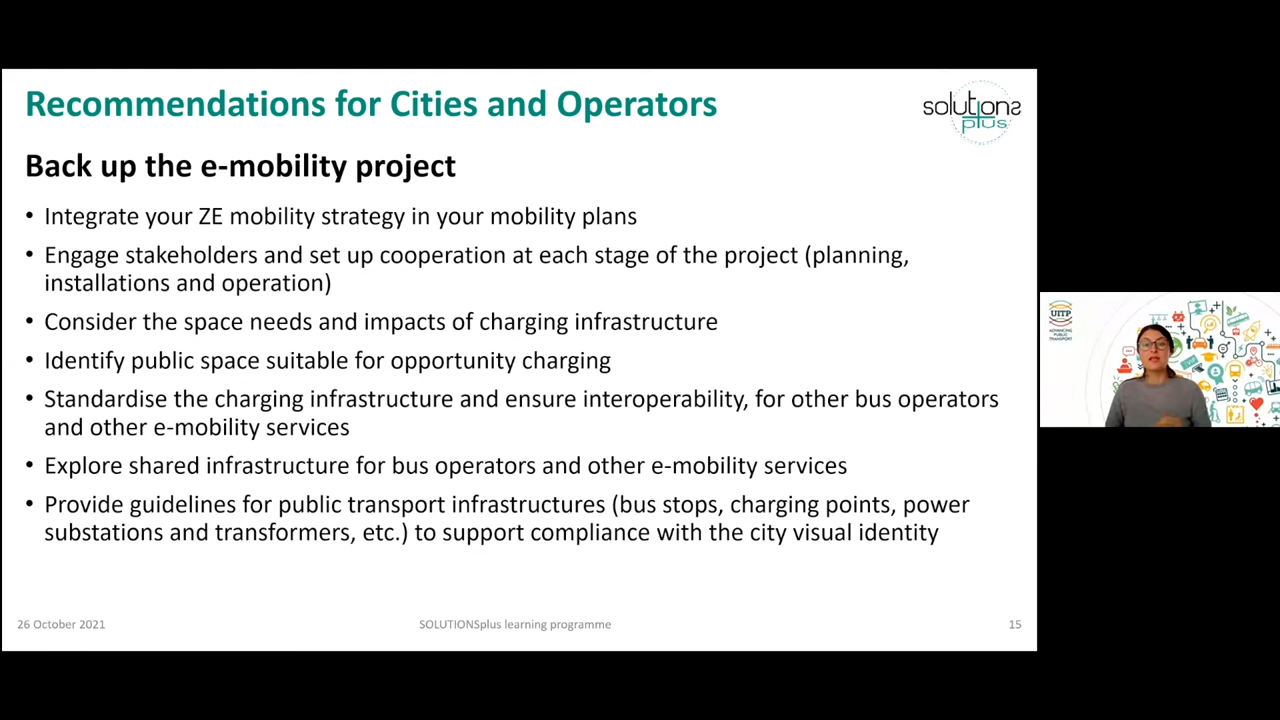 Recommendations for Cities and Operators
solutions
plus
Back up the e-mobility project
• Integrate your ZE mobility strategy in your mobility plans
• Engage stakeholders and set up cooperation at each stage of the project (planning,
installations and operation)
• Consider the space needs and impacts of charging infrastructure
• Identify public space suitable for opportunity charging
• Standardise the charging infrastructure and ensure interoperability, for other bus operators
and other e-mobility services
• Explore shared infrastructure for bus operators and other e-mobility services
• Provide guidelines for public transport infrastructures (bus stops, charging points, power
substations and transformers, etc.) to support compliance with the city visual identity
26 October 2021
SOLUTIONSplus learning programme
15
UITP
ADVANCING
PUBLIC
TRANSPORT